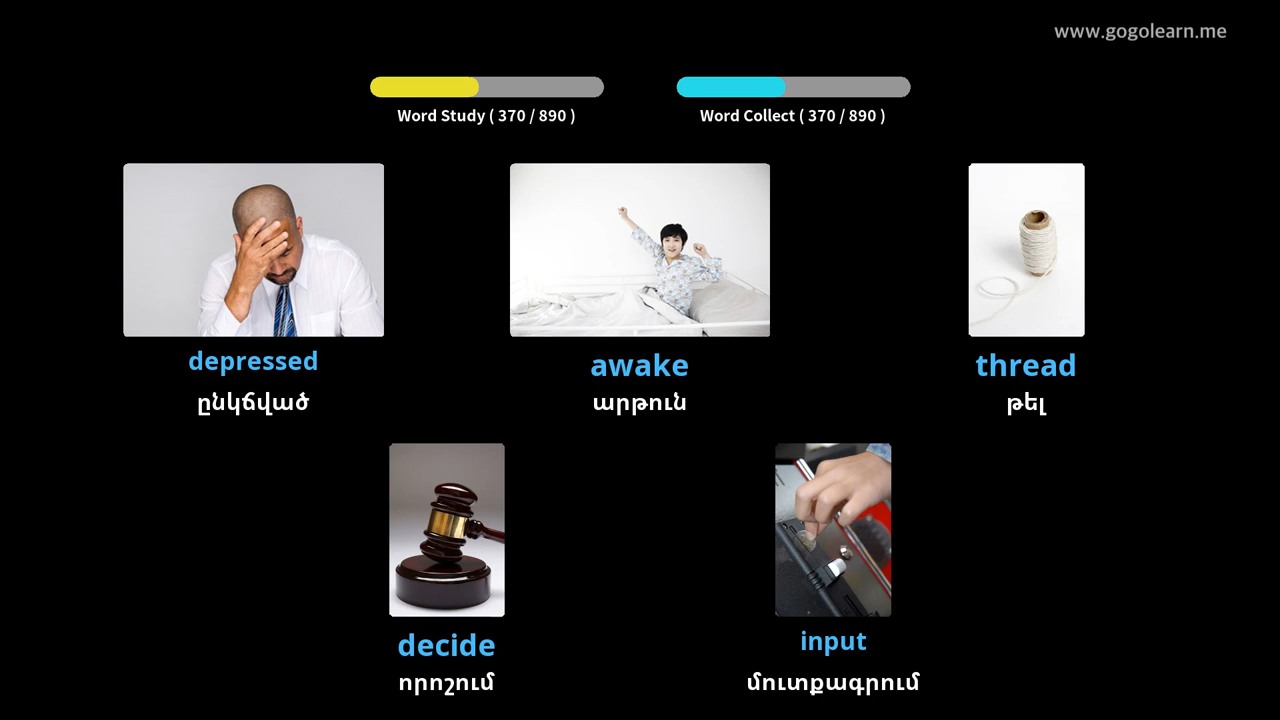 www.gogolearn.me
Word Study ( 370 / 890 )
Word Collect ( 370 / 890 )
depressed
ընկճված
awake
արթուն
thread
թել
decide
որոշում
input
մուտքագրում